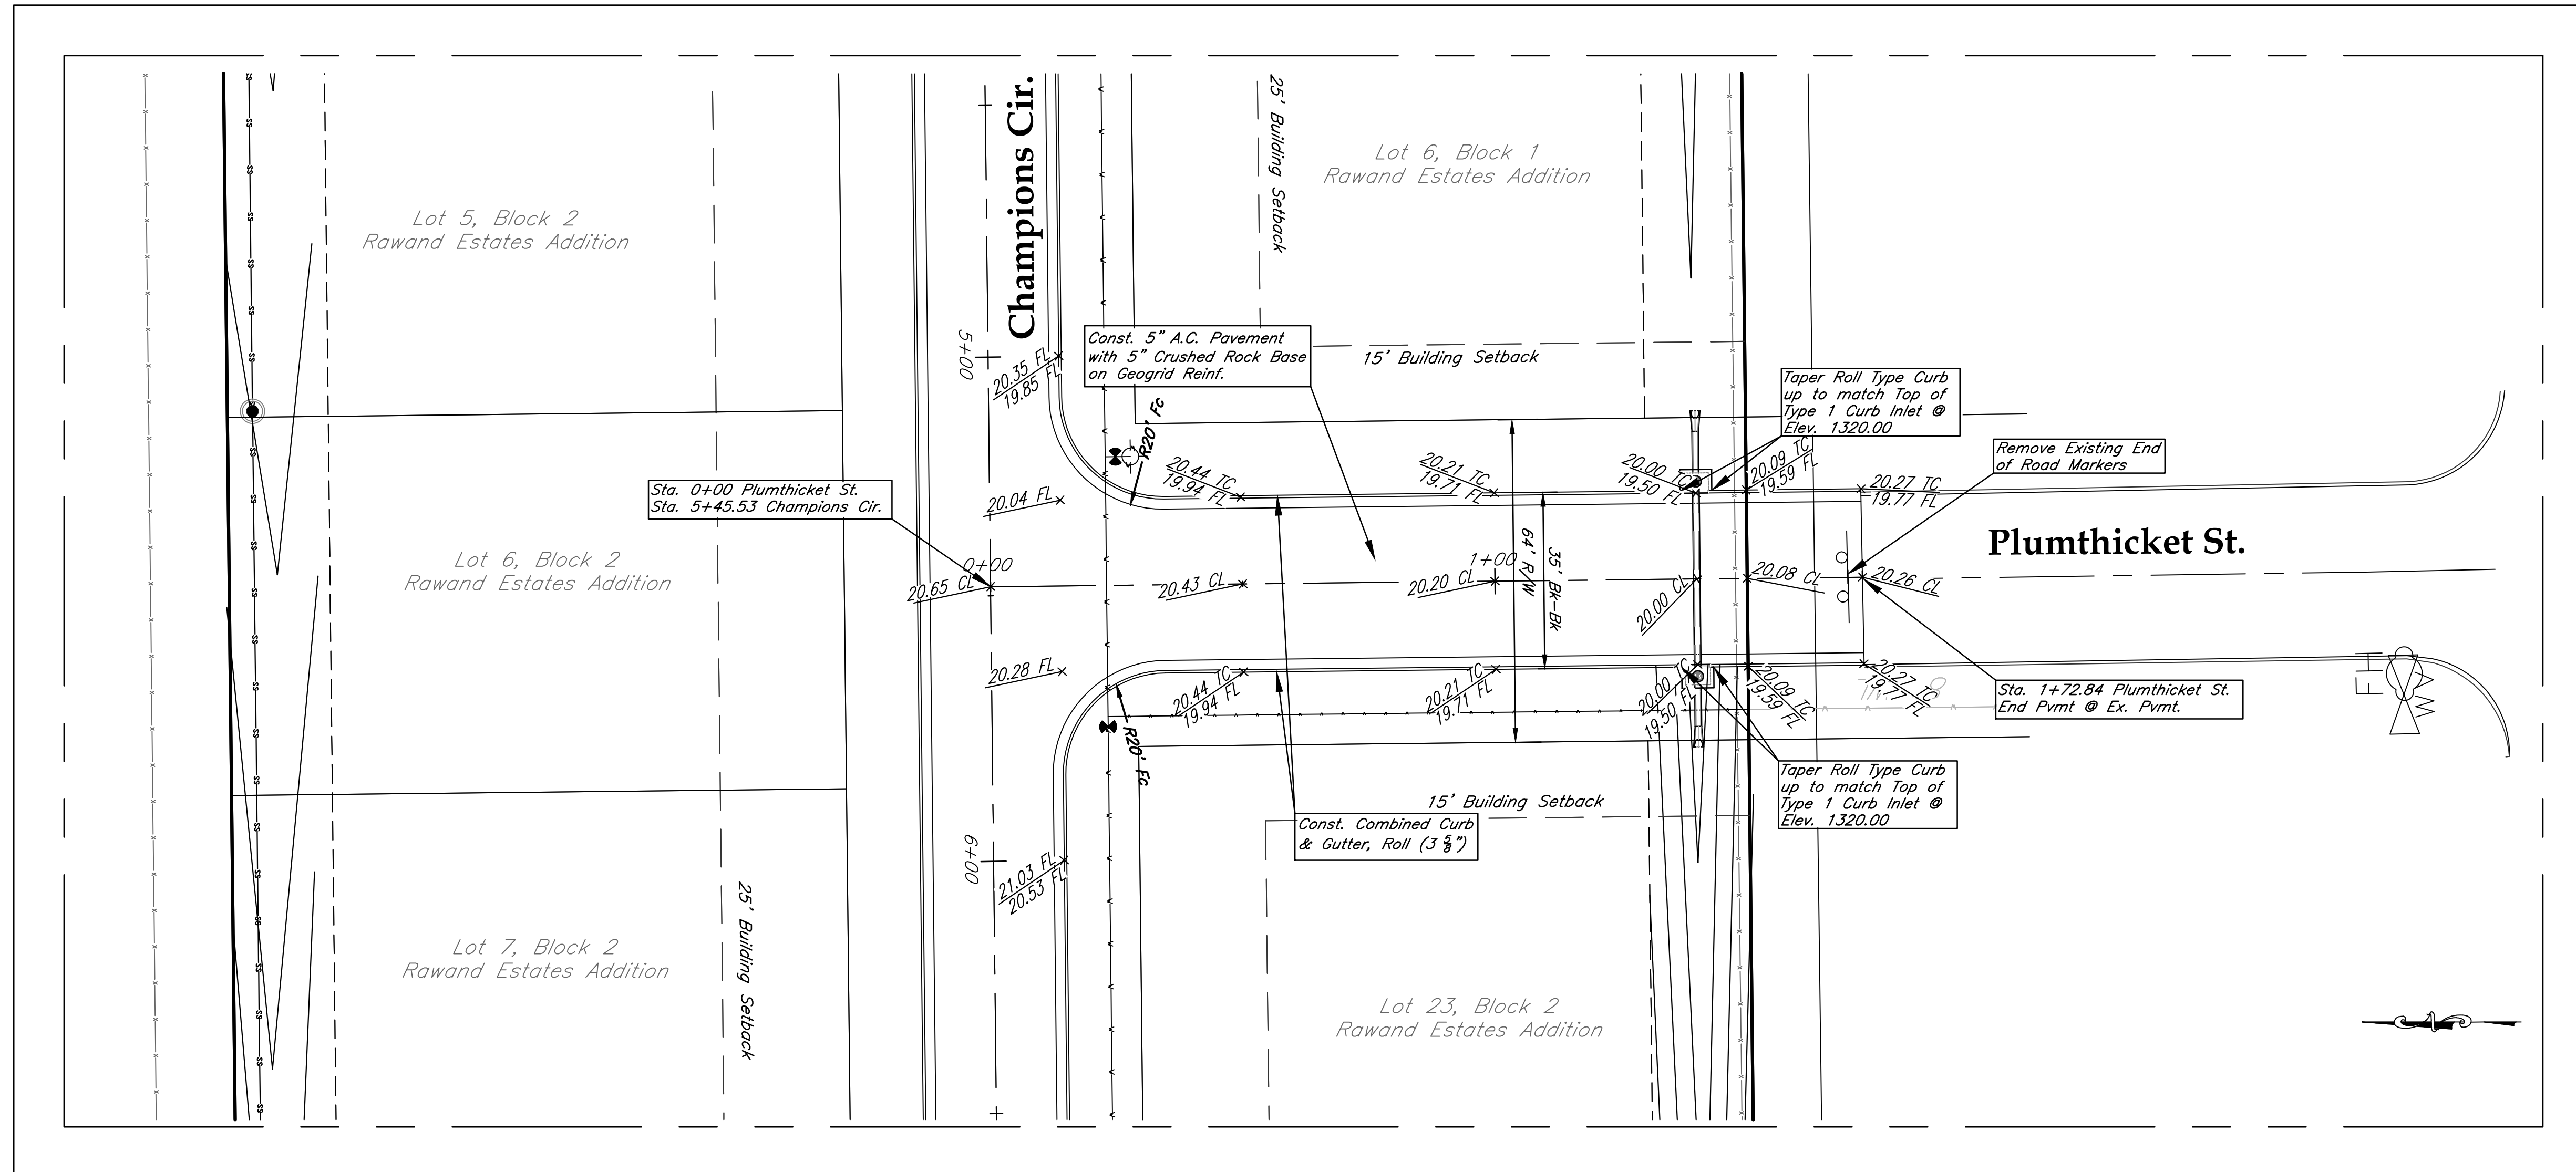 Champions Cir.
25' Building Setback
Lot 6, Block 1
Rawand Estates Addition
Lot 5, Block 2
Rawand Estates Addition
5+00
20.35 FL
19.85 FL
Const. 5" A.C. Pavement
with 5" Crushed Rock Base
on Geogrid Reinf.
15' Building Setback
Taper Roll Type Curb
up to match Top of
Type 1 Curb Inlet @
Elev. 1320.00
R20' Fc
Remove Existing End
of Road Markers
Sta. 0+00 Plumthicket St.
Sta. 5+45.53 Champions Cir.
20.04 FL
20.44 TC
19.94 FL
20.21 TC
19.71 FL
20.00 TC
19.50 FL
20.09 TC
19.59 FL
20.27 TC
19.77 FL
Plumthicket St.
Lot 6, Block 2
Rawand Estates Addition
0+00
1+00
64' R/W
35' Bk-Bk
20.65 CL
20.43 CL
20.20 CL
20.00 CL
20.08 CL
20.26 CL
20.28 FL
20.44 TC
19.94 FL
20.21 TC
19.71 FL
20.00 TC
19.50 FL
20.09 TC
19.59 FL
20.27 TC
19.77 FL
FH
Sta. 1+72.84 Plumthicket St.
End Pvmt @ Ex. Pvmt.
R20' Fc
Taper Roll Type Curb
up to match Top of
Type 1 Curb Inlet @
Elev. 1320.00
15' Building Setback
Const. Combined Curb
& Gutter, Roll (3 5/8")
6+00
21.03 FL
20.53 FL
25' Building Setback
Lot 7, Block 2
Rawand Estates Addition
Lot 23, Block 2
Rawand Estates Addition
SS